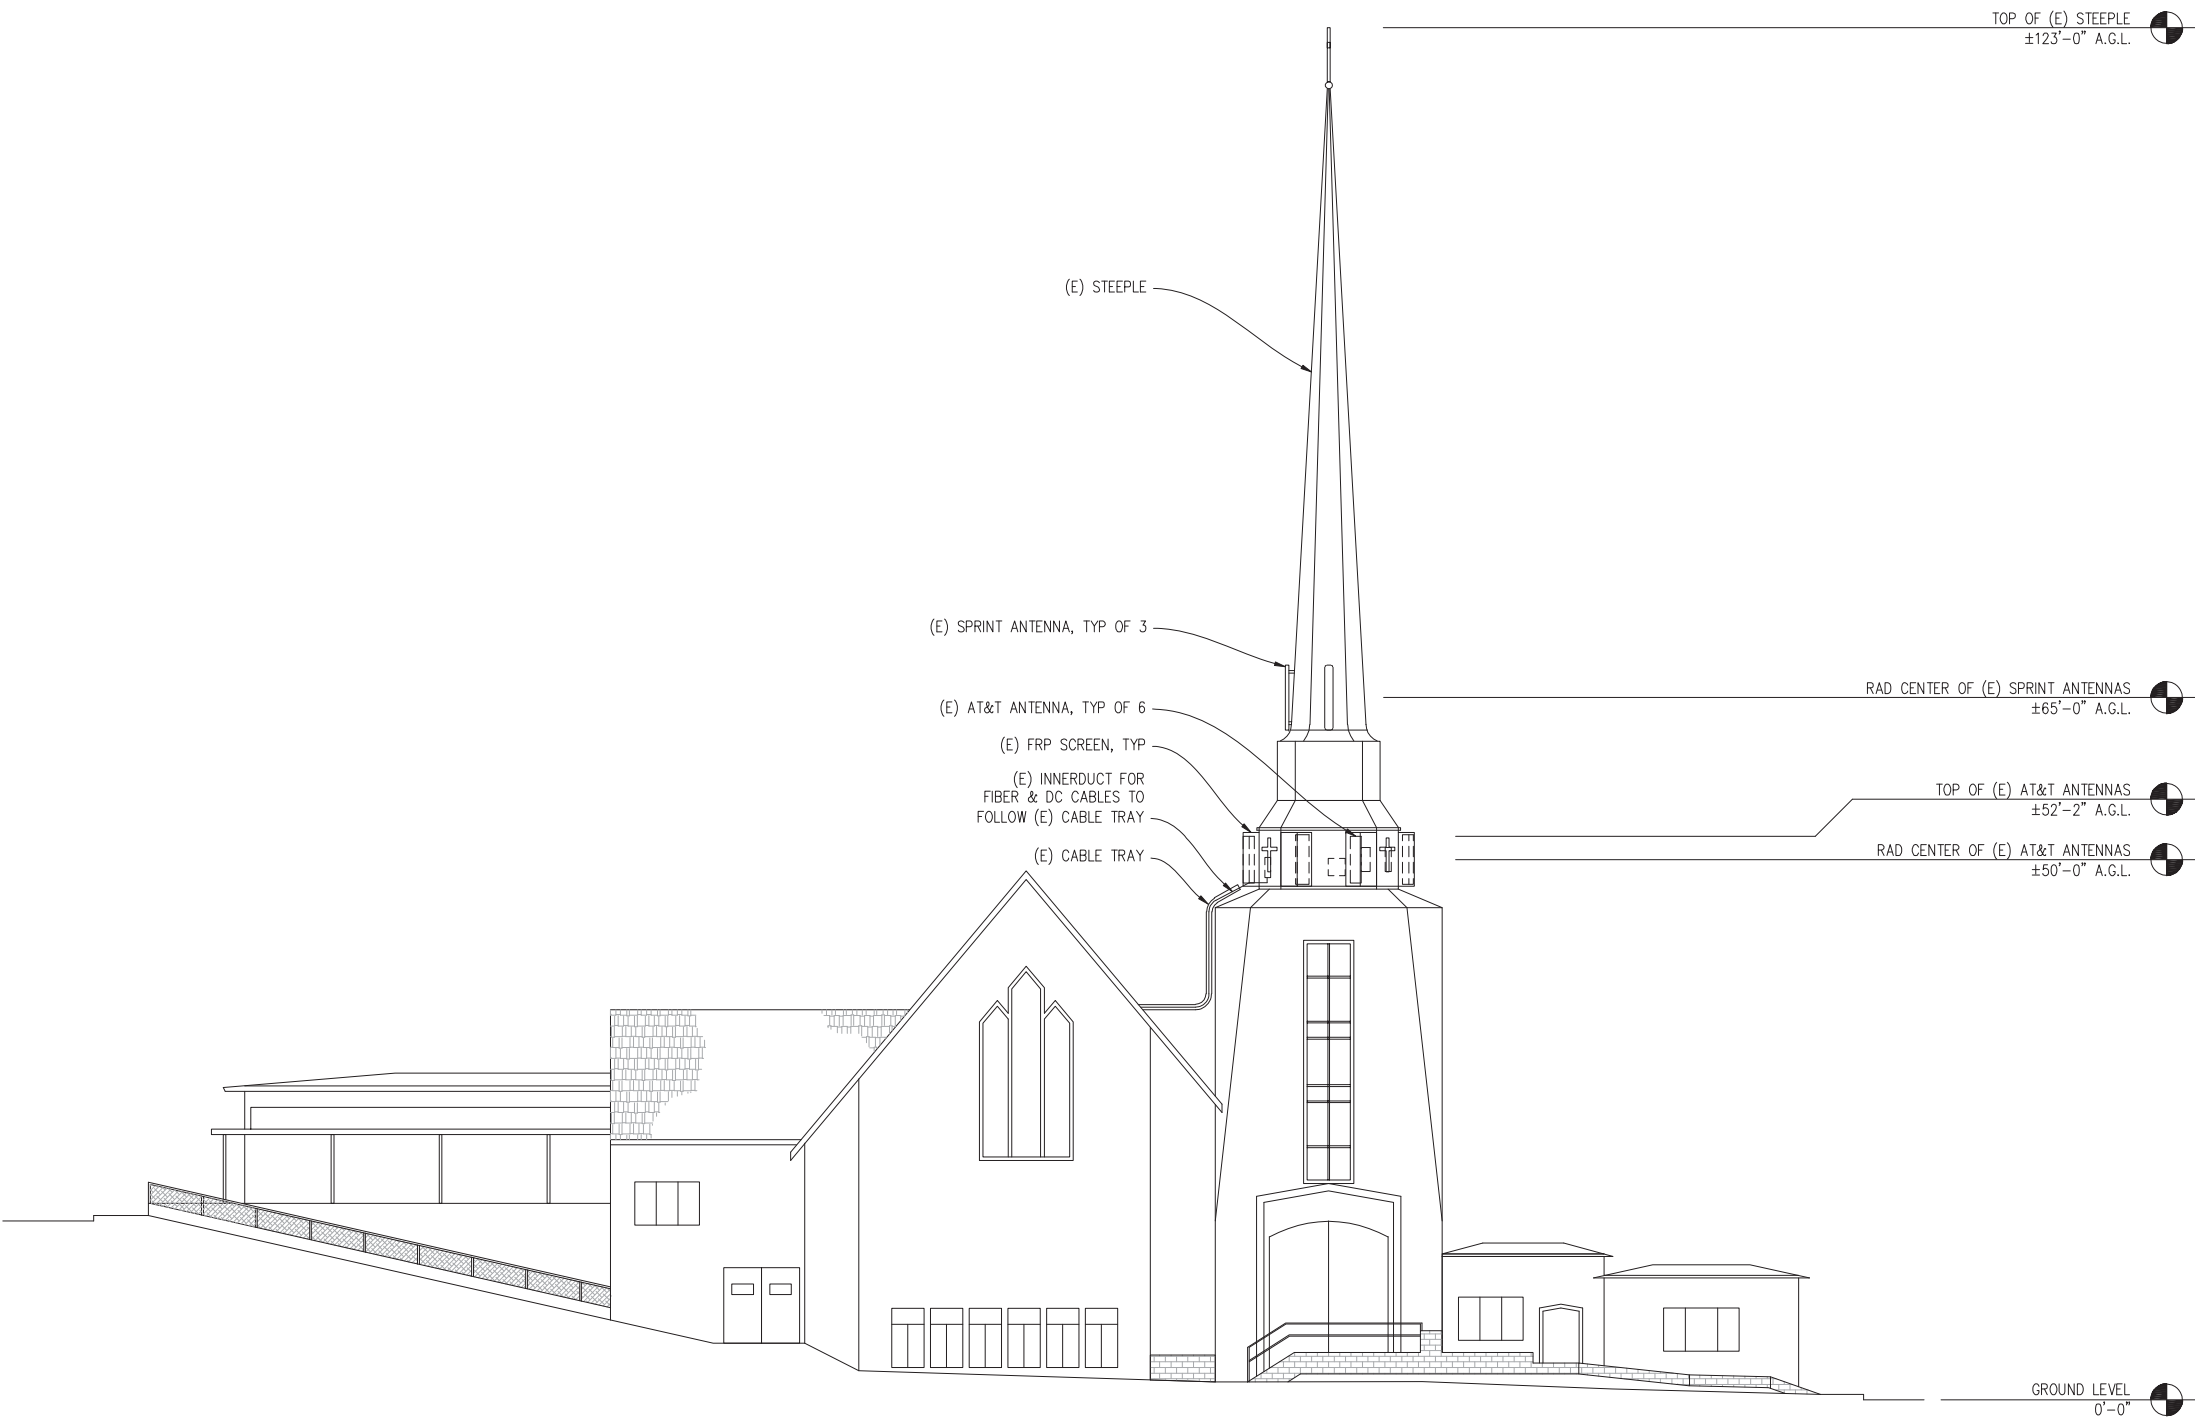 TOP OF (E) STEEPLE
±123'-0" A.G.L.
(E) STEEPLE
(E) SPRINT ANTENNA, TYP OF 3
RAD CENTER OF (E) SPRINT ANTENNAS
±65'-0" A.G.L.
(E) AT&T ANTENNA, TYP OF 6
(E) FRP SCREEN, TYP
(E) INNERDUCT FOR
FIBER & DC CABLES TO
FOLLOW (E) CABLE TRAY
TOP OF (E) AT&T ANTENNAS
±52'-2" A.G.L.
(E) CABLE TRAY
RAD CENTER OF (E) AT&T ANTENNAS
±50'-0" A.G.L.
GROUND LEVEL
0'-0"